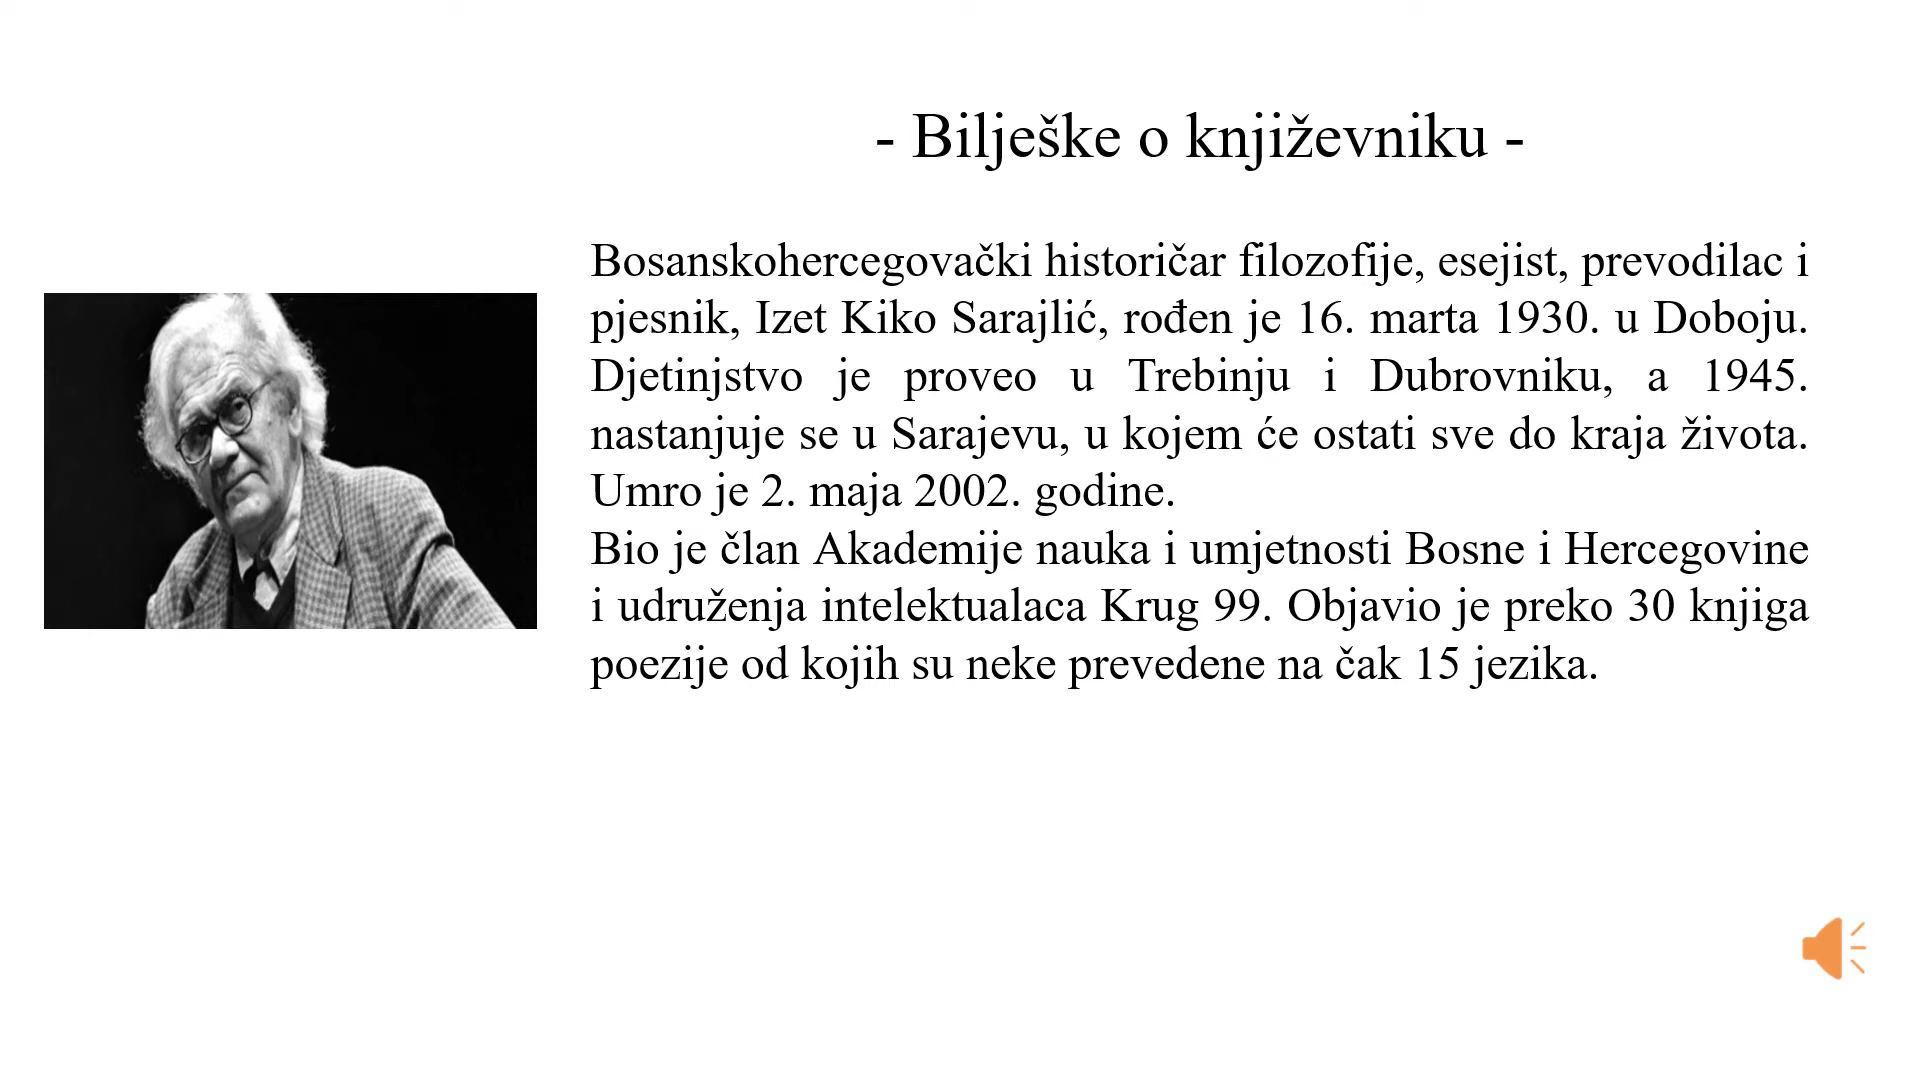 - Bilješke o književniku -
Bosanskohercegovački historičar filozofije, esejist, prevodilac i
pjesnik, Izet Kiko Sarajlić, rođen je 16. marta 1930. u Doboju.
Djetinjstvo je proveo u Trebinju i Dubrovniku, a 1945.
nastanjuje se u Sarajevu, u kojem će ostati sve do kraja života.
Umro je 2. maja 2002. godine.
Bio je član Akademije nauka i umjetnosti Bosne i Hercegovine
i udruženja intelektualaca Krug 99. Objavio je preko 30 knjiga
poezije od kojih su neke prevedene na čak 15 jezika.